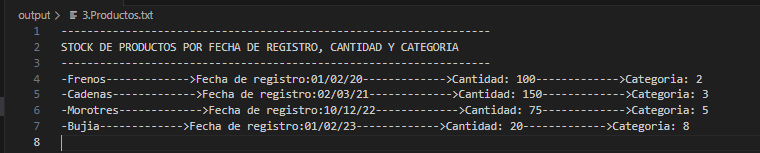 output > 3.Productos.txt
1 --------------------------------------------------------------------
2 STOCK DE PRODUCTOS POR FECHA DE REGISTRO, CANTIDAD Y CATEGORIA
3 --------------------------------------------------------------------
4 -Frenos------------->Fecha de registro:01/02/20------------->Cantidad: 100------------->Categoria: 2
5 -Cadenas------------->Fecha de registro:02/03/21------------->Cantidad: 150------------->Categoria: 3
6 -Morotres------------->Fecha de registro:10/12/22------------->Cantidad: 75------------->Categoria: 5
7 -Bujia------------->Fecha de registro:01/02/23------------->Cantidad: 20------------->Categoria: 8
8